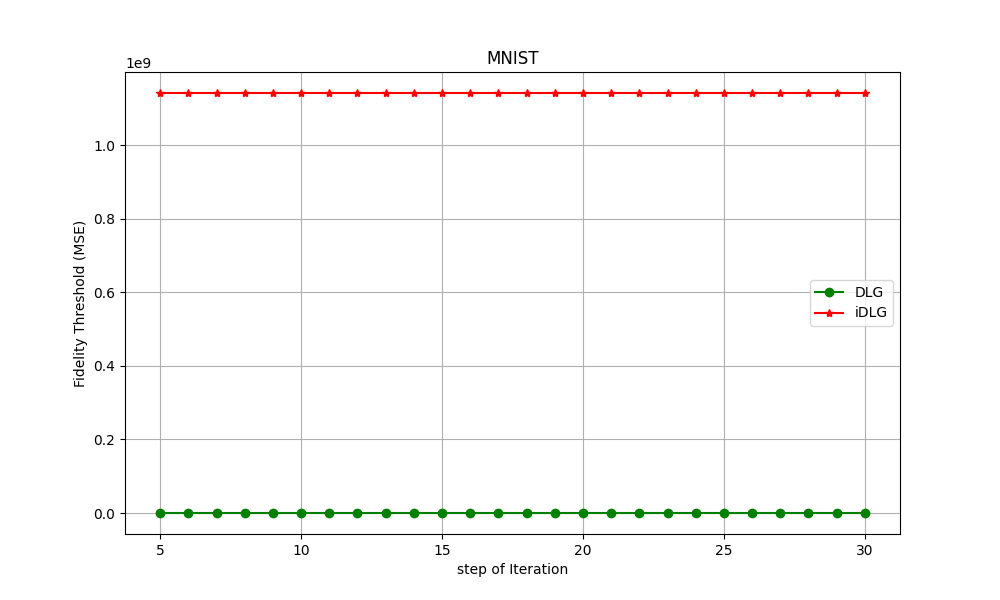 MNIST
1e9
1.0
0.8
0.6
0.4
0.2
0.0
Fidelity Threshold (MSE)
DLG
iDLG
5 10 15 20 25 30
step of Iteration